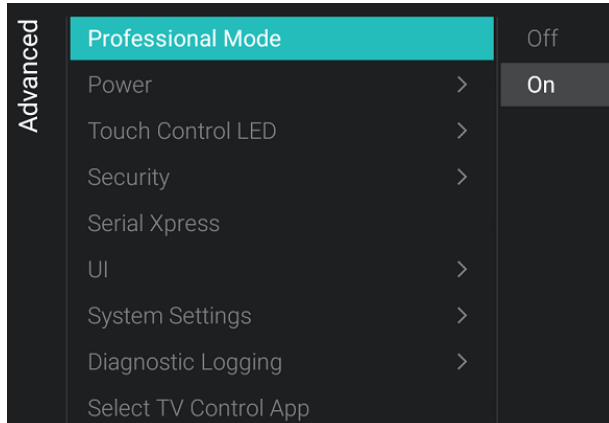 Advanced
Professional Mode
Off
Power
On
Touch Control LED
Security
Serial Xpress
UI
System Settings
Diagnostic Logging
Select TV Control App